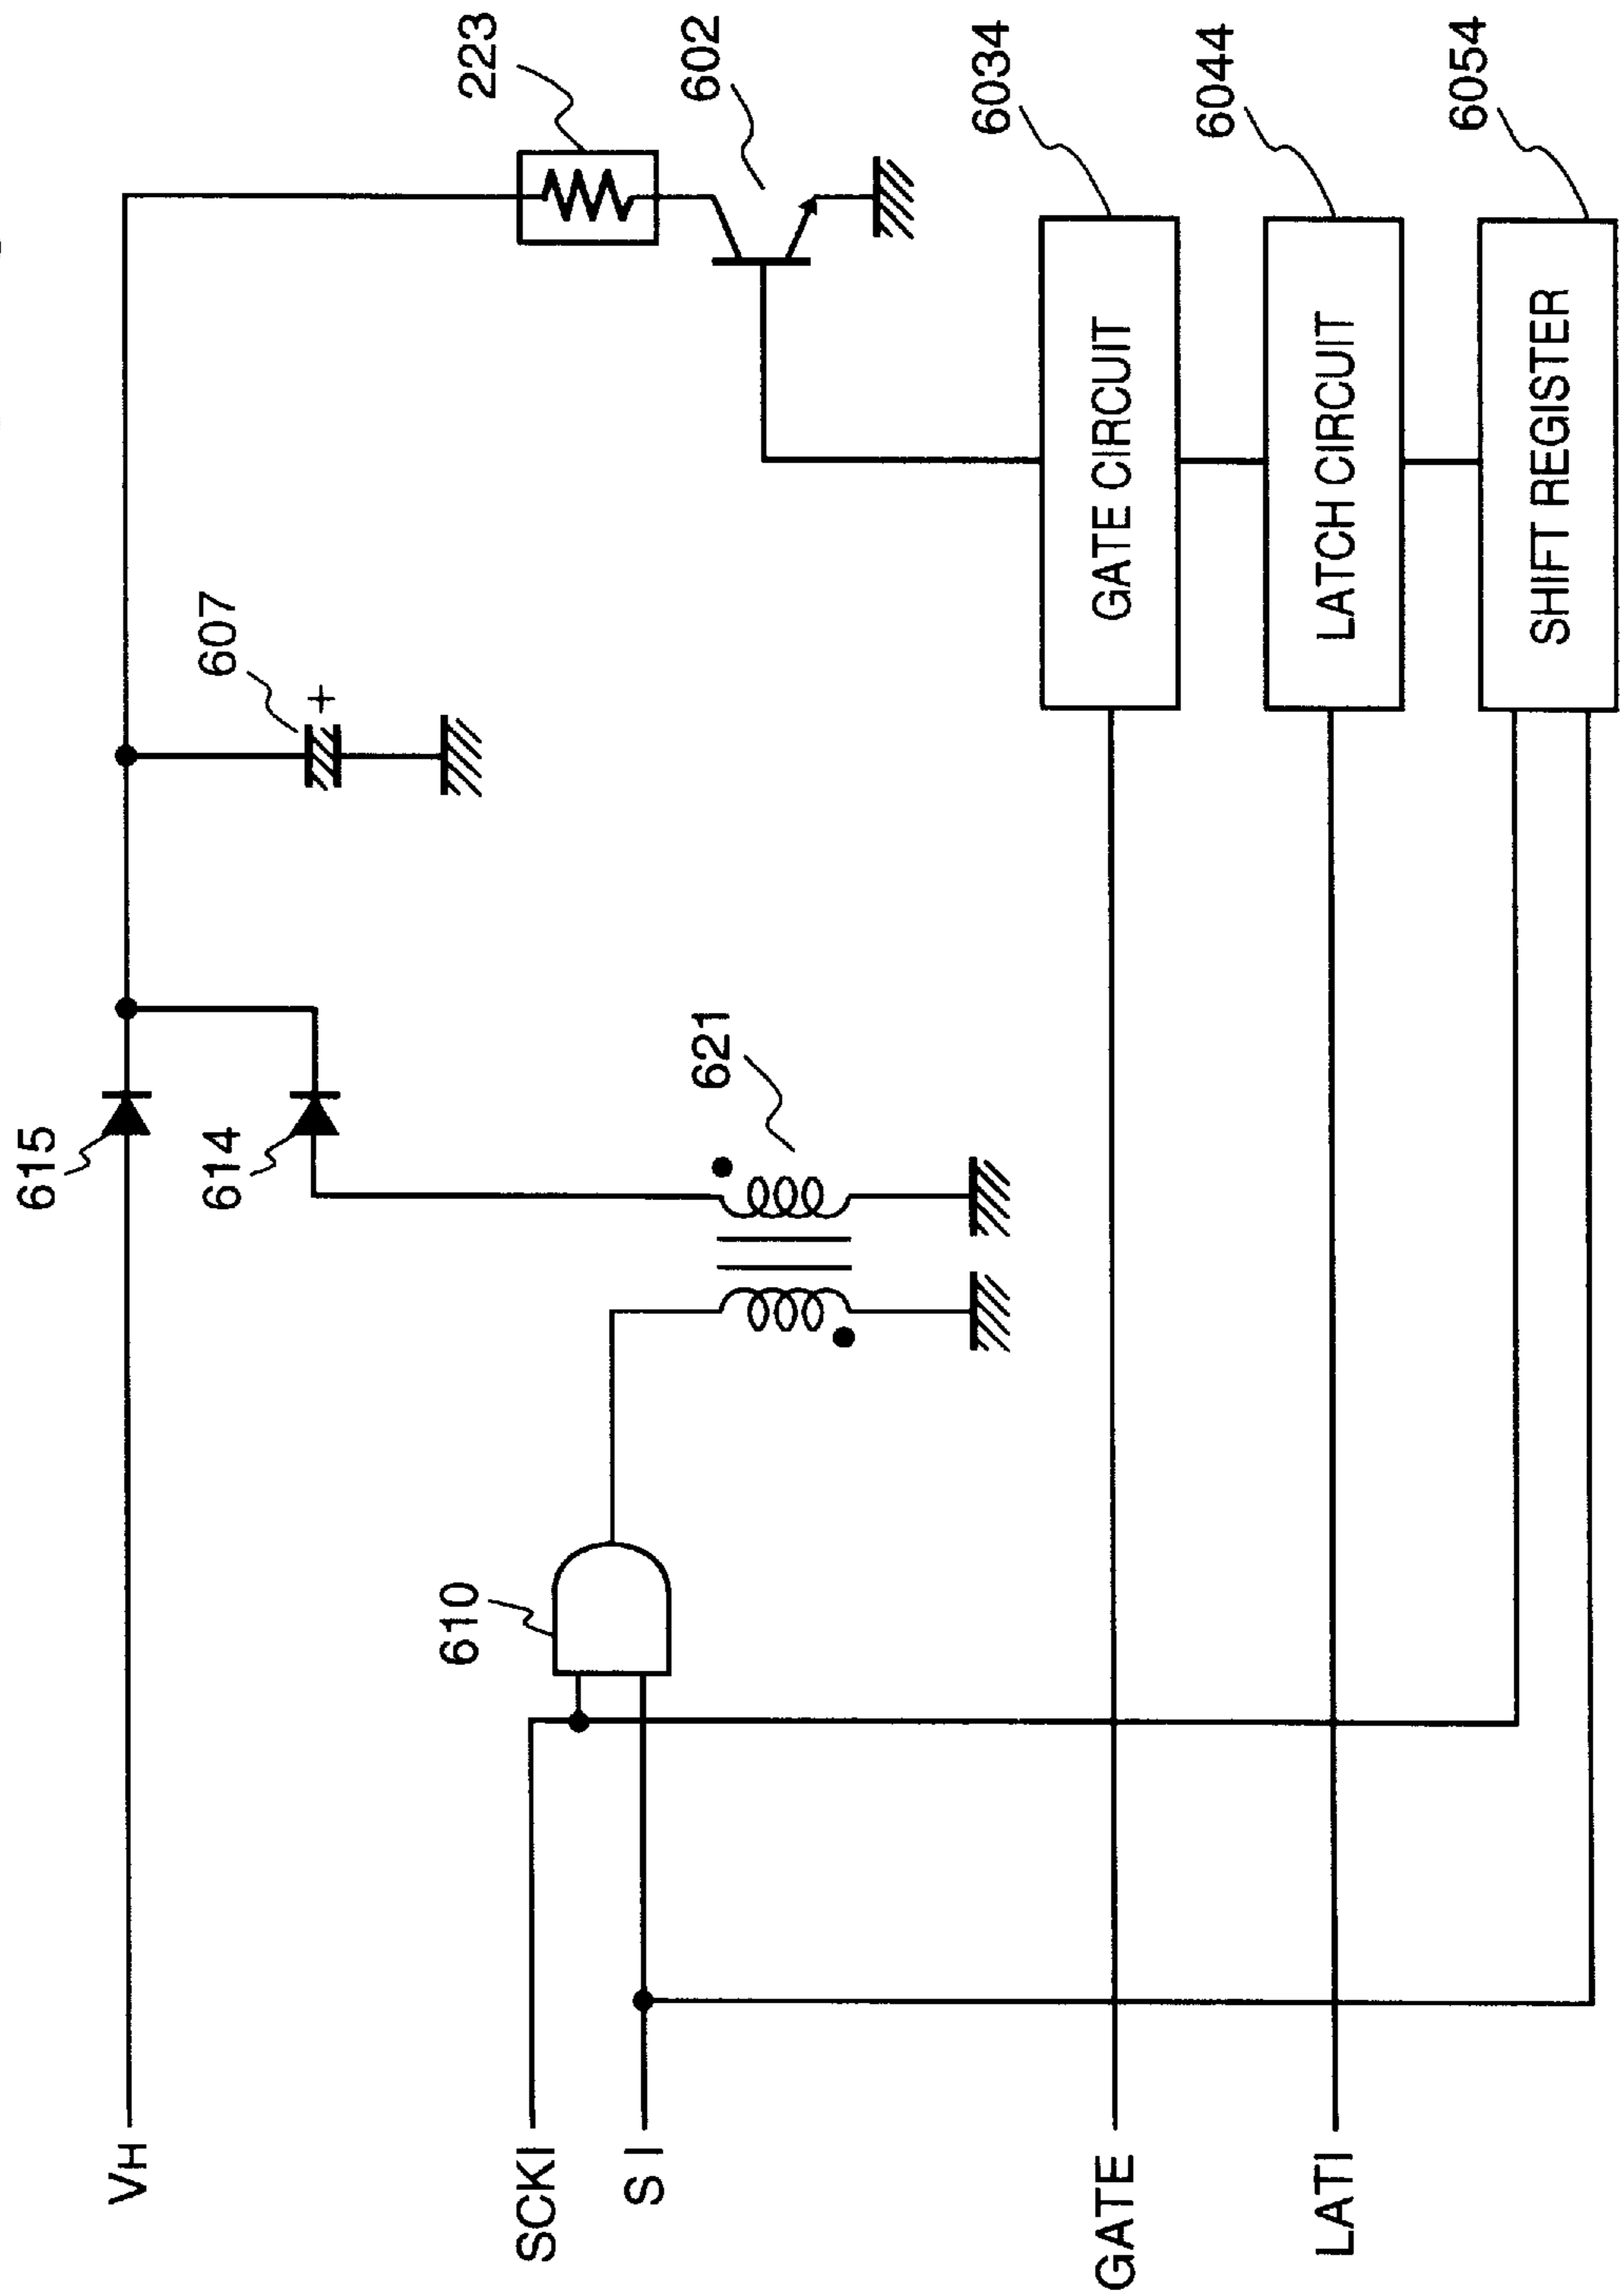 VH
SCKI
S I
GATE
LATI
615
614
610
621
607
223
602
6034
GATE CIRCUIT
6044
LATCH CIRCUIT
6054
SHIFT REGISTER
+